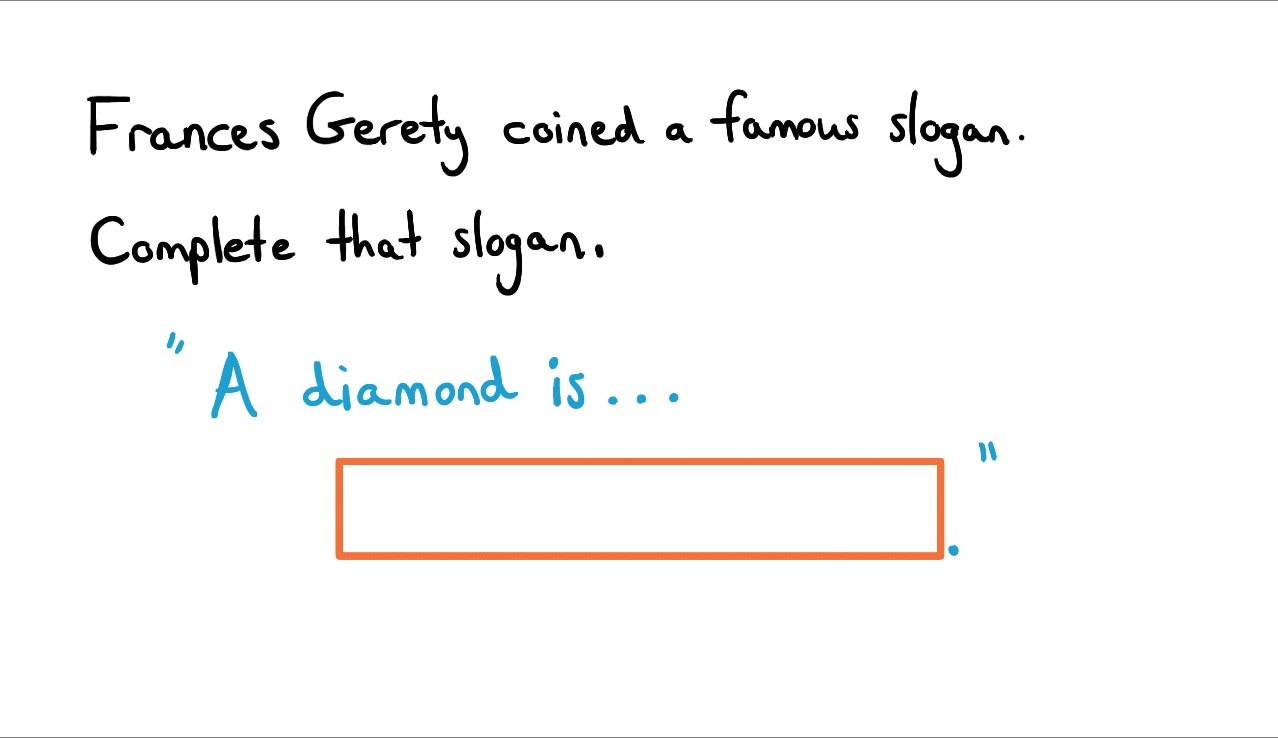 Frances Gerety coined a famous slogan.
Complete that slogan.
"A diamond is...
."